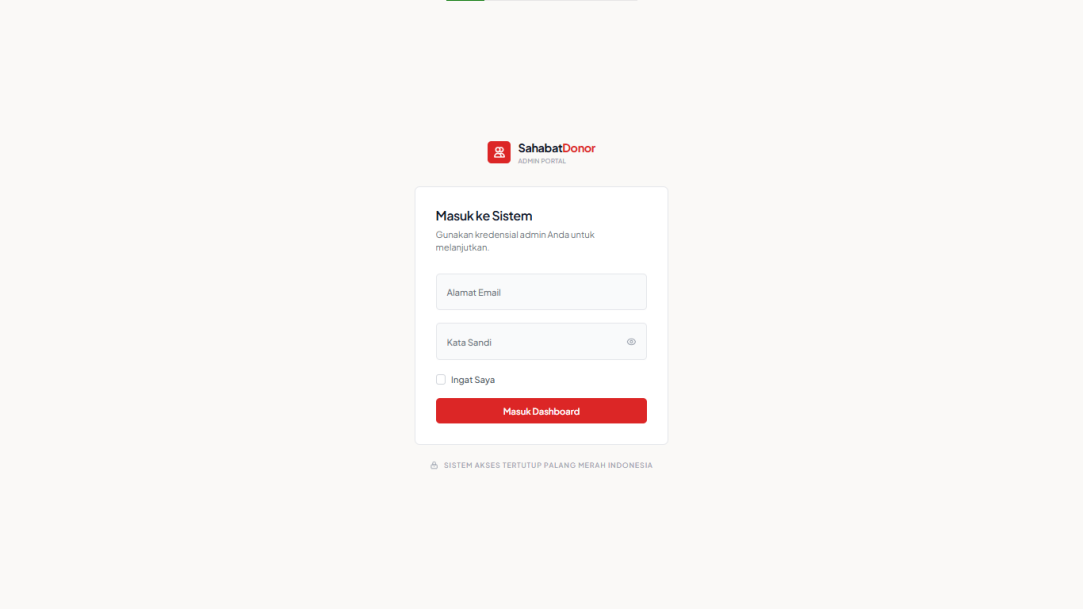 SahabatDonor
ADMIN PORTAL
Masuk ke Sistem
Gunakan kredensial admin Anda untuk
melanjutkan.
Alamat Email
Kata Sandi
Ingat Saya
Masuk Dashboard
SISTEM AKSES TERTUTUP PALANG MERAH INDONESIA